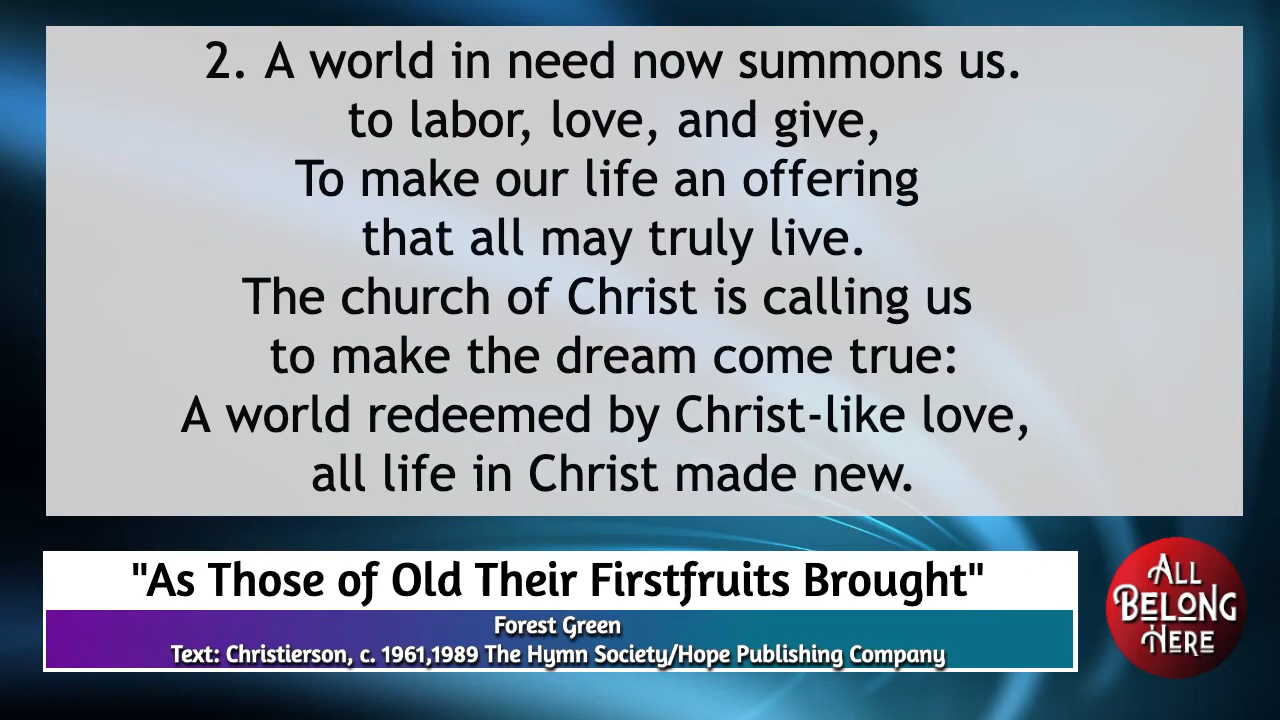 2. A world in need now summons us.
to labor, love, and give,
To make our life an offering
that all may truly live.
The church of Christ is calling us
to make the dream come true:
A world redeemed by Christ-like love,
all life in Christ made new.
"As Those of Old Their Firstfruits Brought"
Forest Green
Text: Christierson, c. 1961,1989 The Hymn Society/Hope Publishing Company
ALL
BELONG
HERE